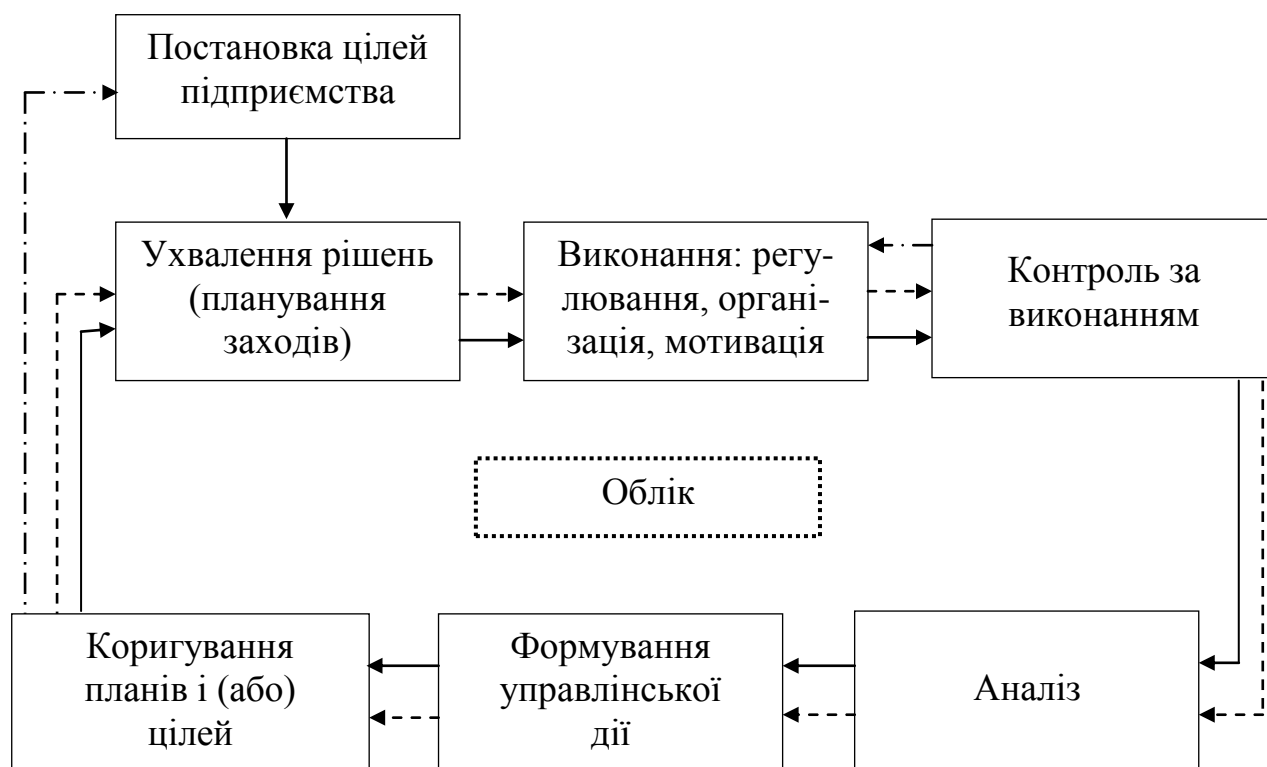 Постановка цілей
підприємства
Ухвалення рішень
(планування
заходів)
Виконання: регу-
лювання, органі-
зація, мотивація
Контроль за
виконанням
Облік
Коригування
планів і (або)
цілей
Формування
управлінської
дії
Аналіз